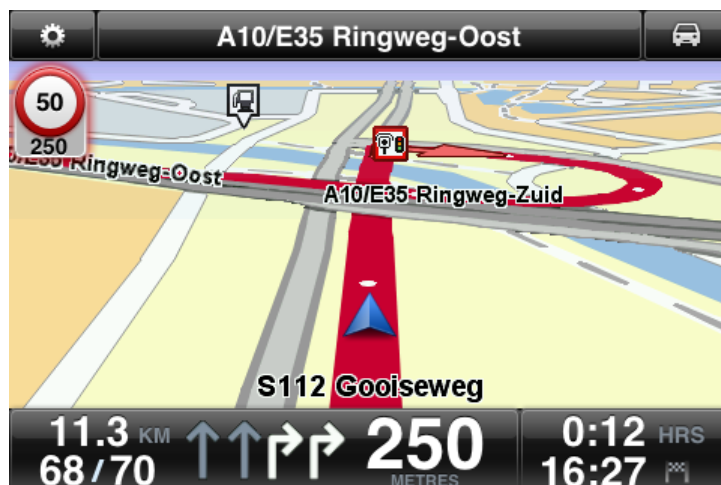 A10/E35 Ringweg-Oost
50
250
Ringweg-Oost
A10/E35 Ringweg-Zuid
S112 Gooiseweg
11.3 KM
68/70
250
METRES
0:12 HRS
16:27